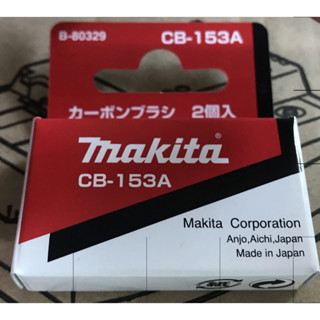 B-80329 CB-153A
カーボンブラシ 2個入
makita
CB-153A
Makita Corporation
Anjo,Aichi,Japan
Made in Japan